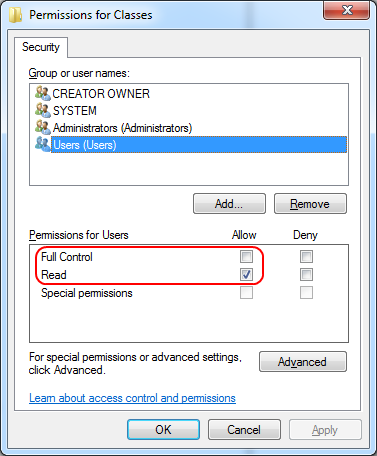 Permissions for Classes
Security
Group or user names:
CREATOR OWNER
SYSTEM
Administrators (Administrators)
Users (Users)
Add...
Remove
Permissions for Users Allow Deny
Full Control
Read
Special permissions
For special permissions or advanced settings, click Advanced.
Advanced
Learn about access control and permissions
OK
Cancel
Apply